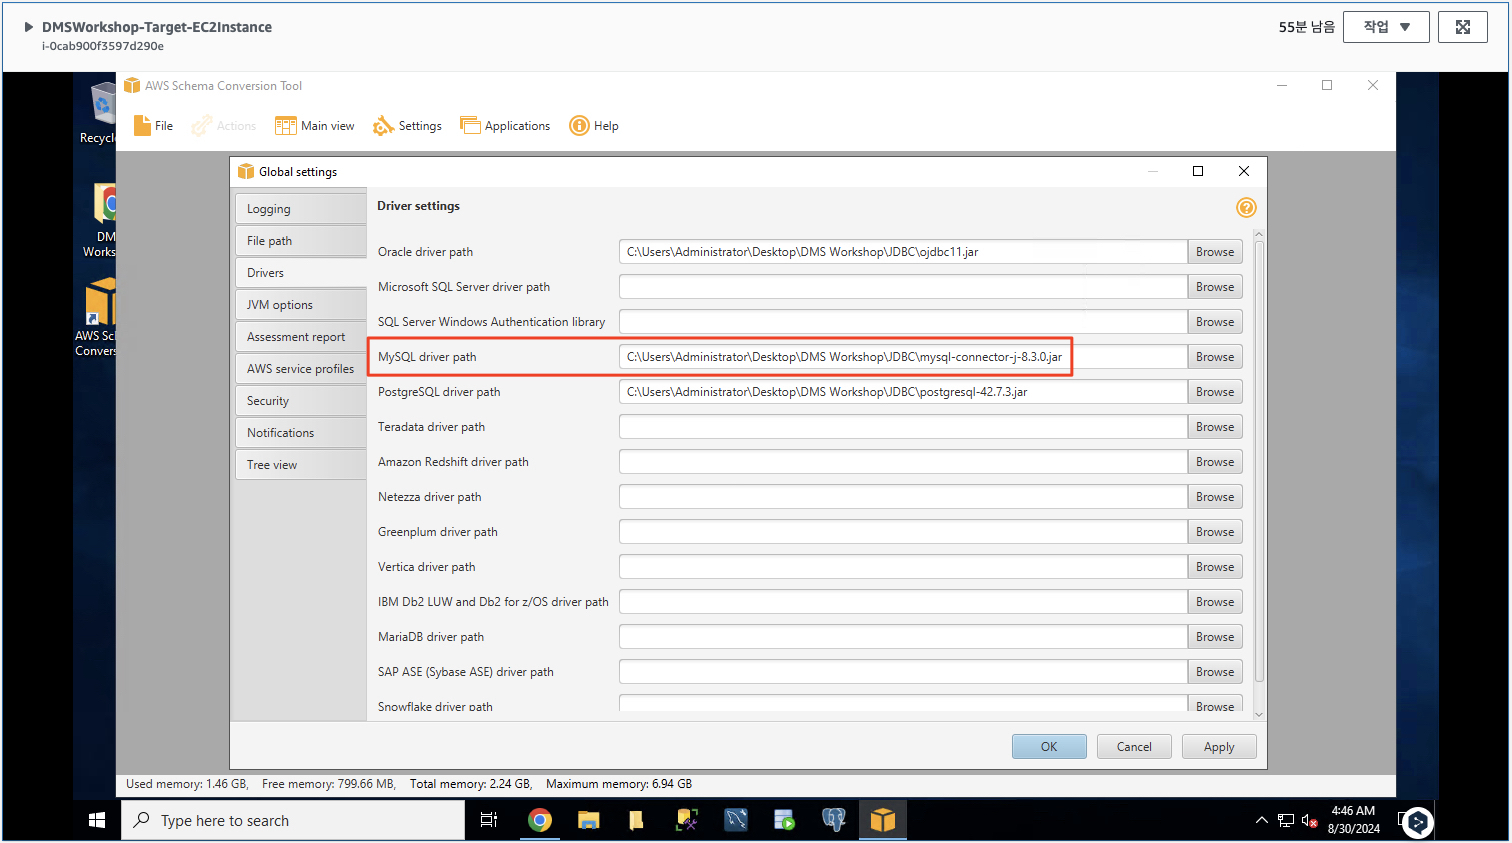 DMSWorkshop-Target-EC2Instance
i-0cab900f3597d290e
55분 남음
작업
Recycle
DM
Works
AWS Sc
Convers
AWS Schema Conversion Tool
File
Actions
Main view
Settings
Applications
Help
Global settings
Logging
File path
Drivers
JVM options
Assessment report
AWS service profiles
Security
Notifications
Tree view
Driver settings
Oracle driver path
C:\Users\Administrator\Desktop\DMS Workshop\JDBC\ojdbc11.jar
Browse
Microsoft SQL Server driver path
Browse
SQL Server Windows Authentication library
Browse
MySQL driver path
C:\Users\Administrator\Desktop\DMS Workshop\JDBC\mysql-connector-j-8.3.0.jar
Browse
PostgreSQL driver path
C:\Users\Administrator\Desktop\DMS Workshop\JDBC\postgresql-42.7.3.jar
Browse
Teradata driver path
Browse
Amazon Redshift driver path
Browse
Netezza driver path
Browse
Greenplum driver path
Browse
Vertica driver path
Browse
IBM Db2 LUW and Db2 for z/OS driver path
Browse
MariaDB driver path
Browse
SAP ASE (Sybase ASE) driver path
Browse
Snowflake driver path
Browse
OK
Cancel
Apply
Used memory: 1.46 GB, Free memory: 799.66 MB, Total memory: 2.24 GB, Maximum memory: 6.94 GB
Type here to search
4:46 AM
8/30/2024